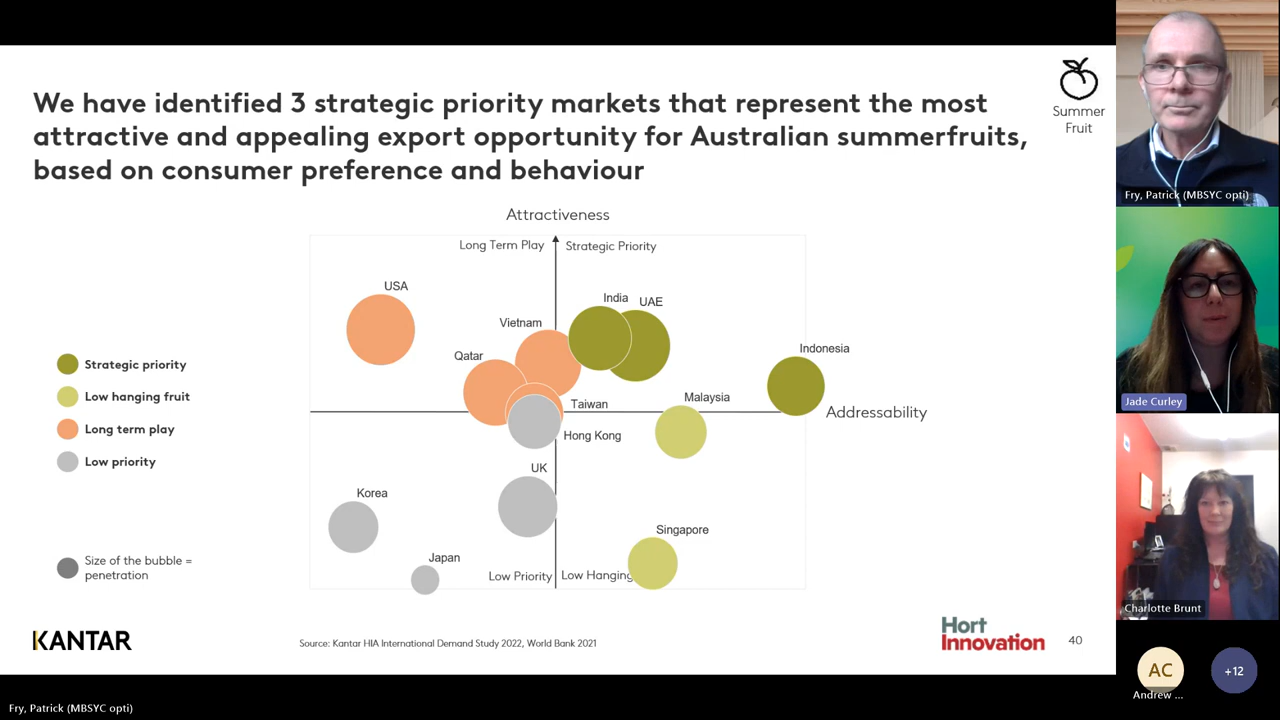 We have identified 3 strategic priority markets that represent the most
attractive and appealing export opportunity for Australian summerfruits,
based on consumer preference and behaviour
Summer
Fruit
Attractiveness
Long Term Play
Strategic Priority
USA
India
UAE
Vietnam
Qatar
Indonesia
Malaysia
Taiwan
Addressability
Hong Kong
UK
Korea
Singapore
Japan
Low Priority
Low Hanging
Strategic priority
Low hanging fruit
Long term play
Low priority
Size of the bubble =
penetration
KANTAR
Source: Kantar HIA International Demand Study 2022, World Bank 2021
Hort
Innovation
40
Fry, Patrick (MBSYC opti)
Jade Curley
Charlotte Brunt
AC
Andrew ...
+12
Fry, Patrick (MBSYC opti)